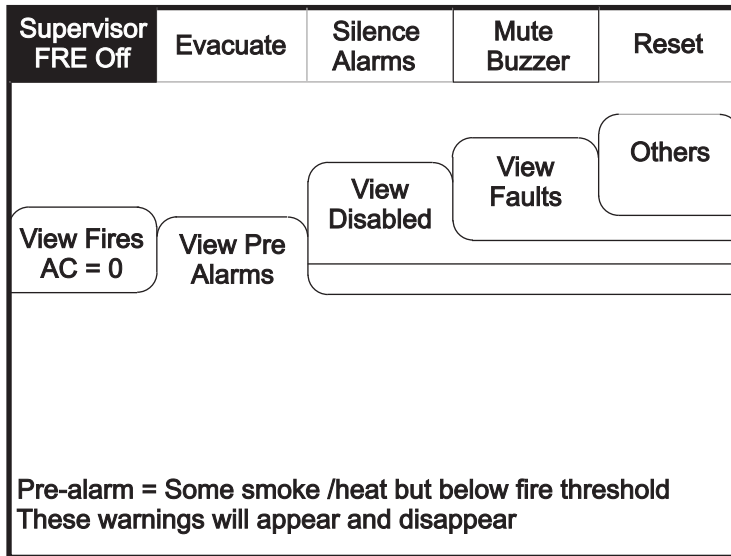 Supervisor
FRE Off
Evacuate
Silence
Alarms
Mute
Buzzer
Reset
View Fires
AC = 0
View Pre
Alarms
View
Disabled
View
Faults
Others
Pre-alarm = Some smoke /heat but below fire threshold
These warnings will appear and disappear